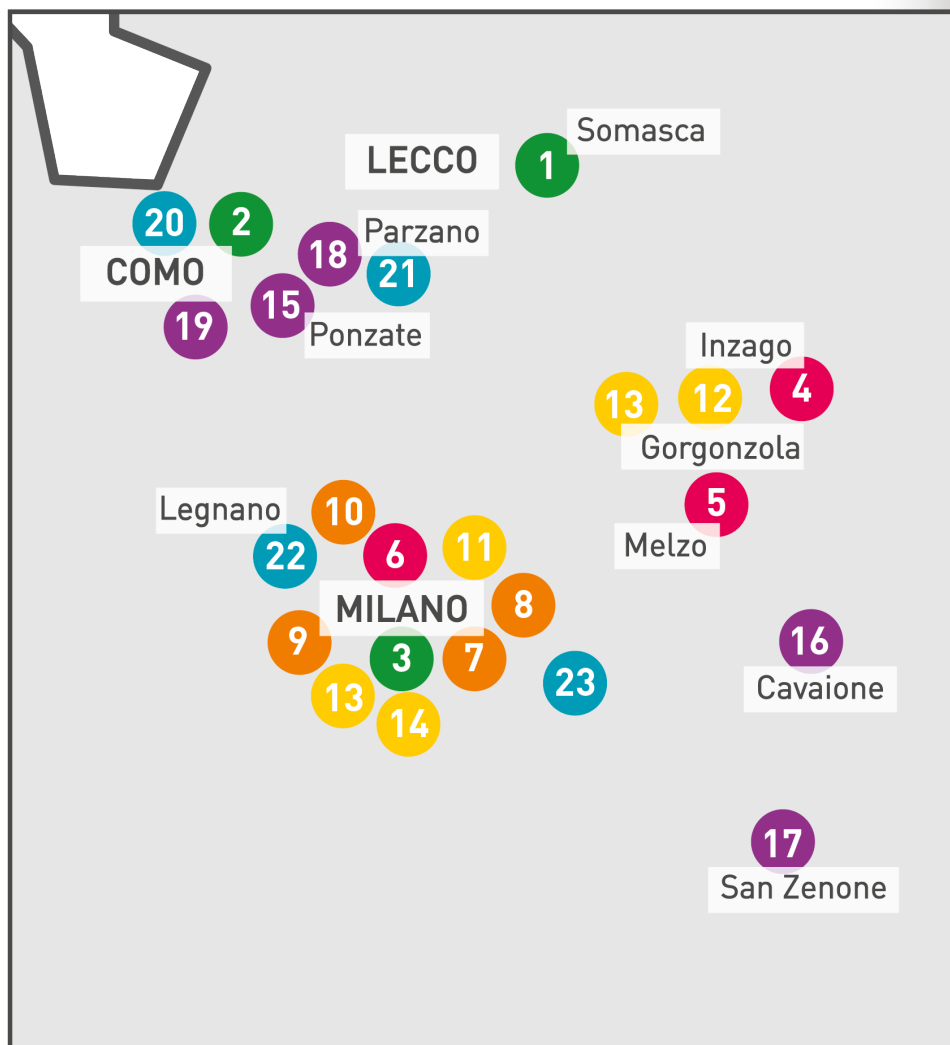 Somasca
LECCO
1
20
2
Parzano
18
21
COMO
15
19
Ponzate
Inzago
4
13
12
Gorgonzola
5
Melzo
Legnano
10
22
6
11
MILANO
8
9
3
7
13
14
23
16
Cavaione
17
San Zenone